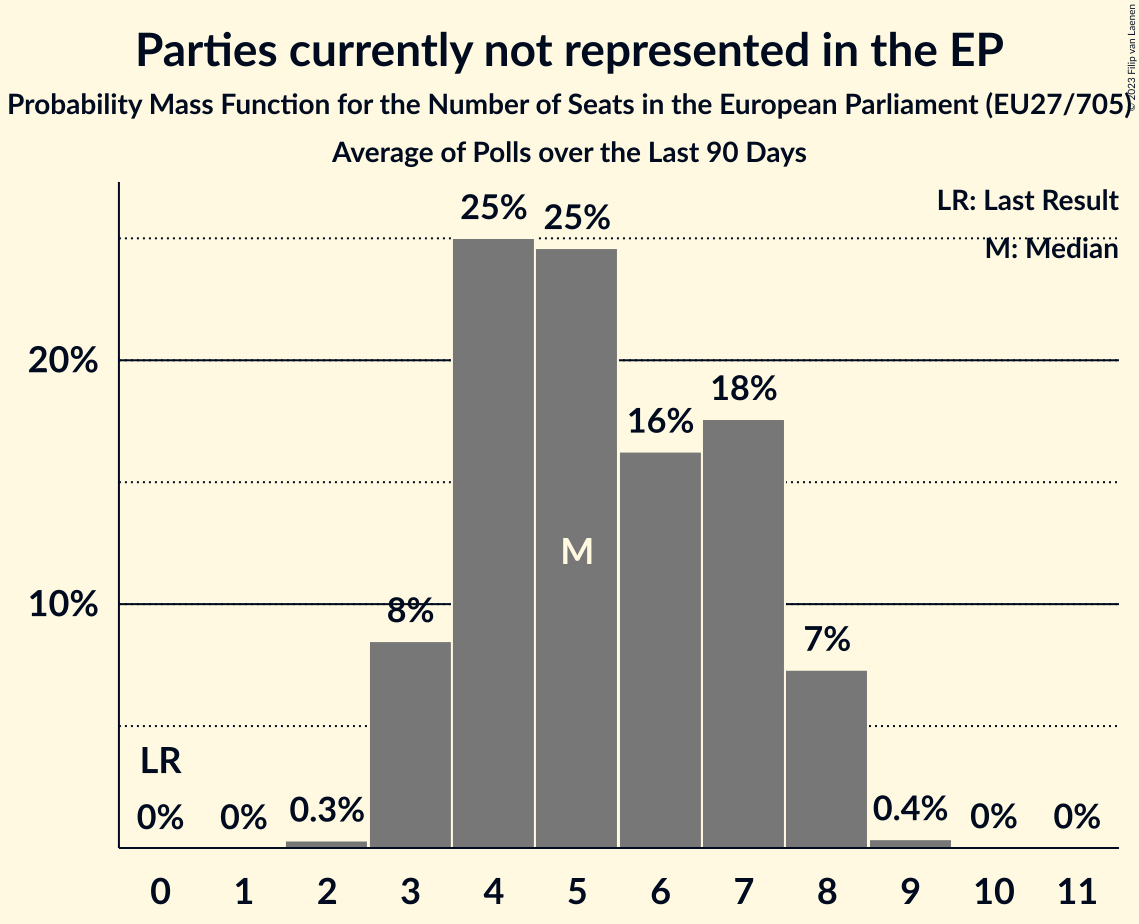 Parties currently not represented in the EP
Probability Mass Function for the Number of Seats in the European Parliament (EU27/705)
Average of Polls over the Last 90 Days
© 2023 Filip van Laenen
LR: Last Result
M: Median
25%
25%
20%
18%
16%
M
10%
8%
7%
LR
0%
0%
0.3%
0.4%
0%
0%
0 1 2 3 4 5 6 7 8 9 10 11